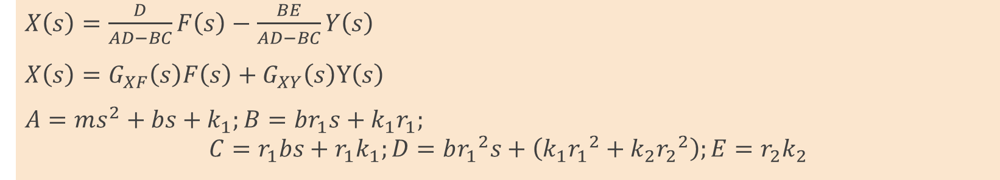 X(s) = \frac{D}{AD-BC} F(s) - \frac{BE}{AD-BC} Y(s)
X(s) = G_{XF}(s)F(s) + G_{XY}(s)Y(s)
A = ms^2 + bs + k_1; B = br_1s + k_1r_1;
C = r_1bs + r_1k_1; D = br_1^2s + (k_1r_1^2 + k_2r_2^2); E = r_2k_2